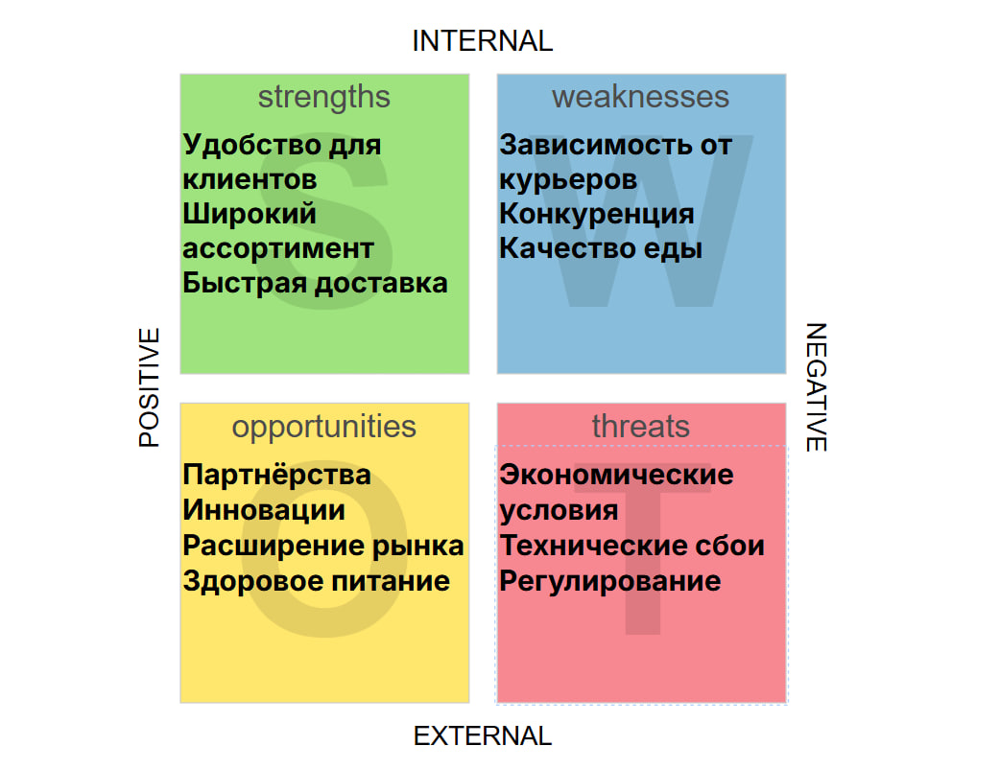 INTERNAL
strengths
S
Удобство для
клиентов
Широкий
ассортимент
Быстрая доставка
weaknesses
W
Зависимость от
курьеров
Конкуренция
Качество еды
POSITIVE
NEGATIVE
opportunities
O
Партнёрства
Инновации
Расширение рынка
Здоровое питание
threats
T
Экономические
условия
Технические сбои
Регулирование
EXTERNAL